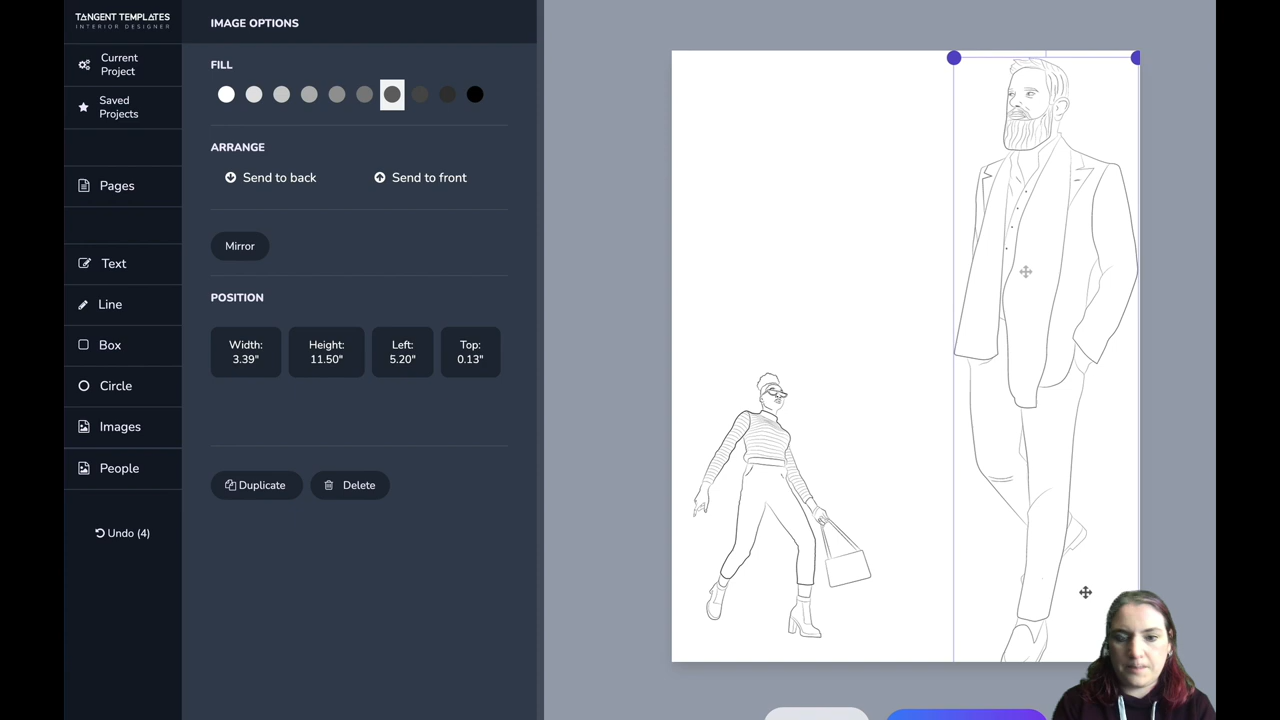 TANGENT TEMPLATES
INTERIOR DESIGNER
Current
Project
Saved
Projects
Pages
Text
Line
Box
Circle
Images
People
Undo (4)
IMAGE OPTIONS
FILL
ARRANGE
Send to back
Send to front
Mirror
POSITION
Width:
3.39"
Height:
11.50"
Left:
5.20"
Top:
0.13"
Duplicate
Delete